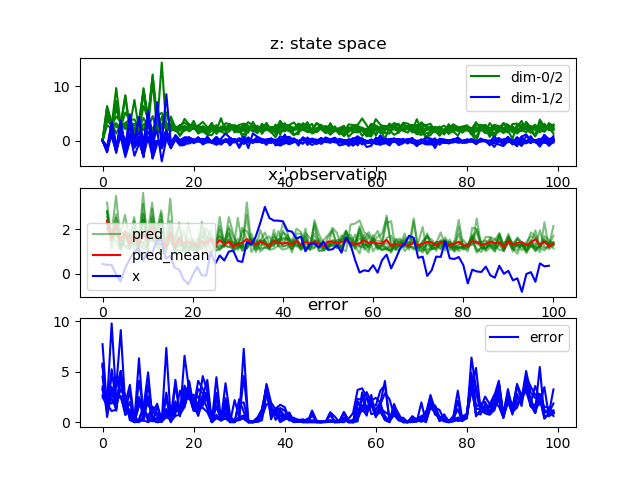 z: state space
10
0
dim-0/2
dim-1/2
0 20 40 60 80 100
x: observation
2
0
pred
pred_mean
x
0 20 40 60 80 100
error
10
5
0
error
0 20 40 60 80 100